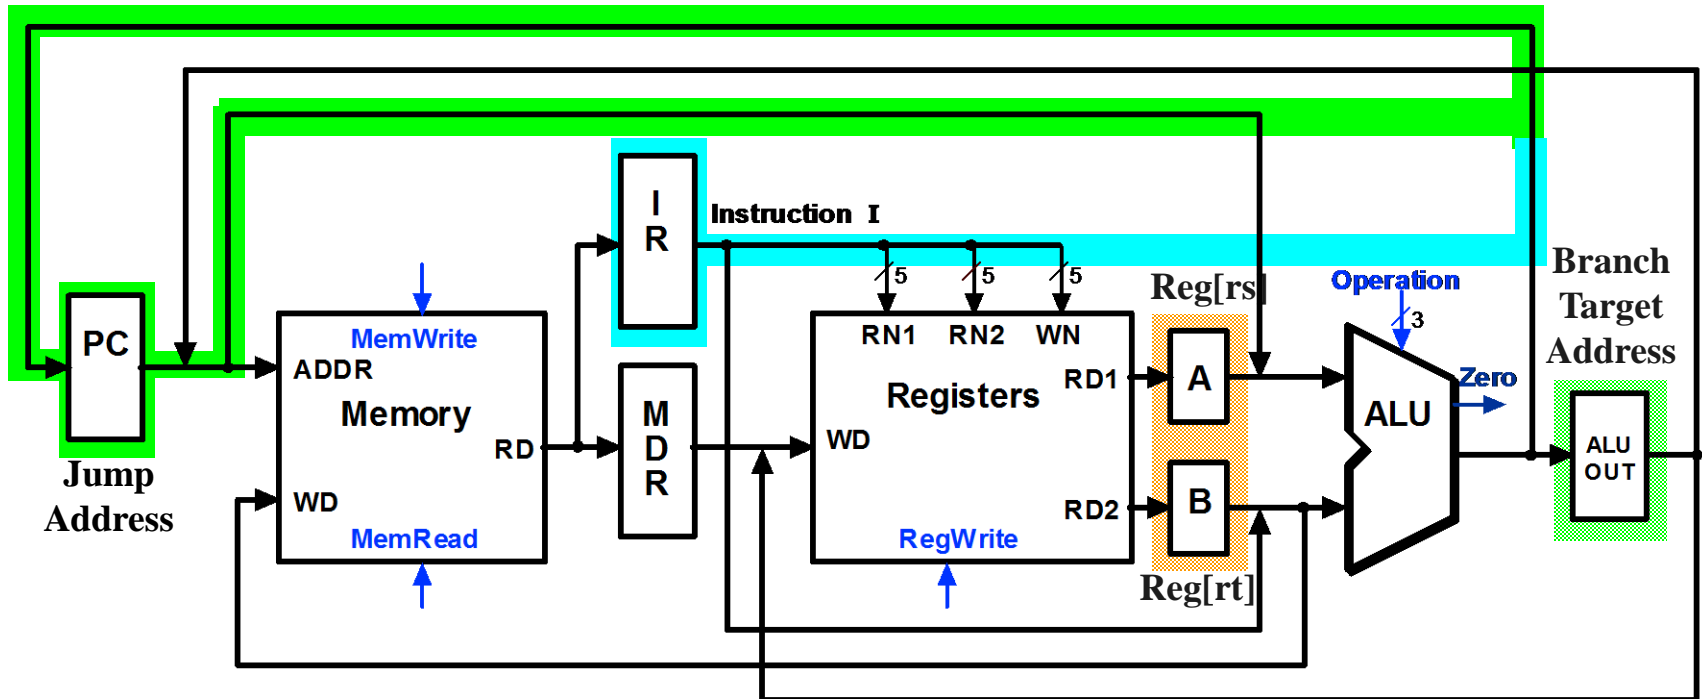 I
R
Instruction I
5
5
5
Branch
Target
Address
Reg[rs]
Operation
3
PC
MemWrite
ADDR
Memory
RD
WD
MemRead
Jump
Address
M
D
R
RN1
RN2
WN
RD1
Registers
WD
RD2
RegWrite
A
B
Reg[rt]
Zero
ALU
ALU
OUT